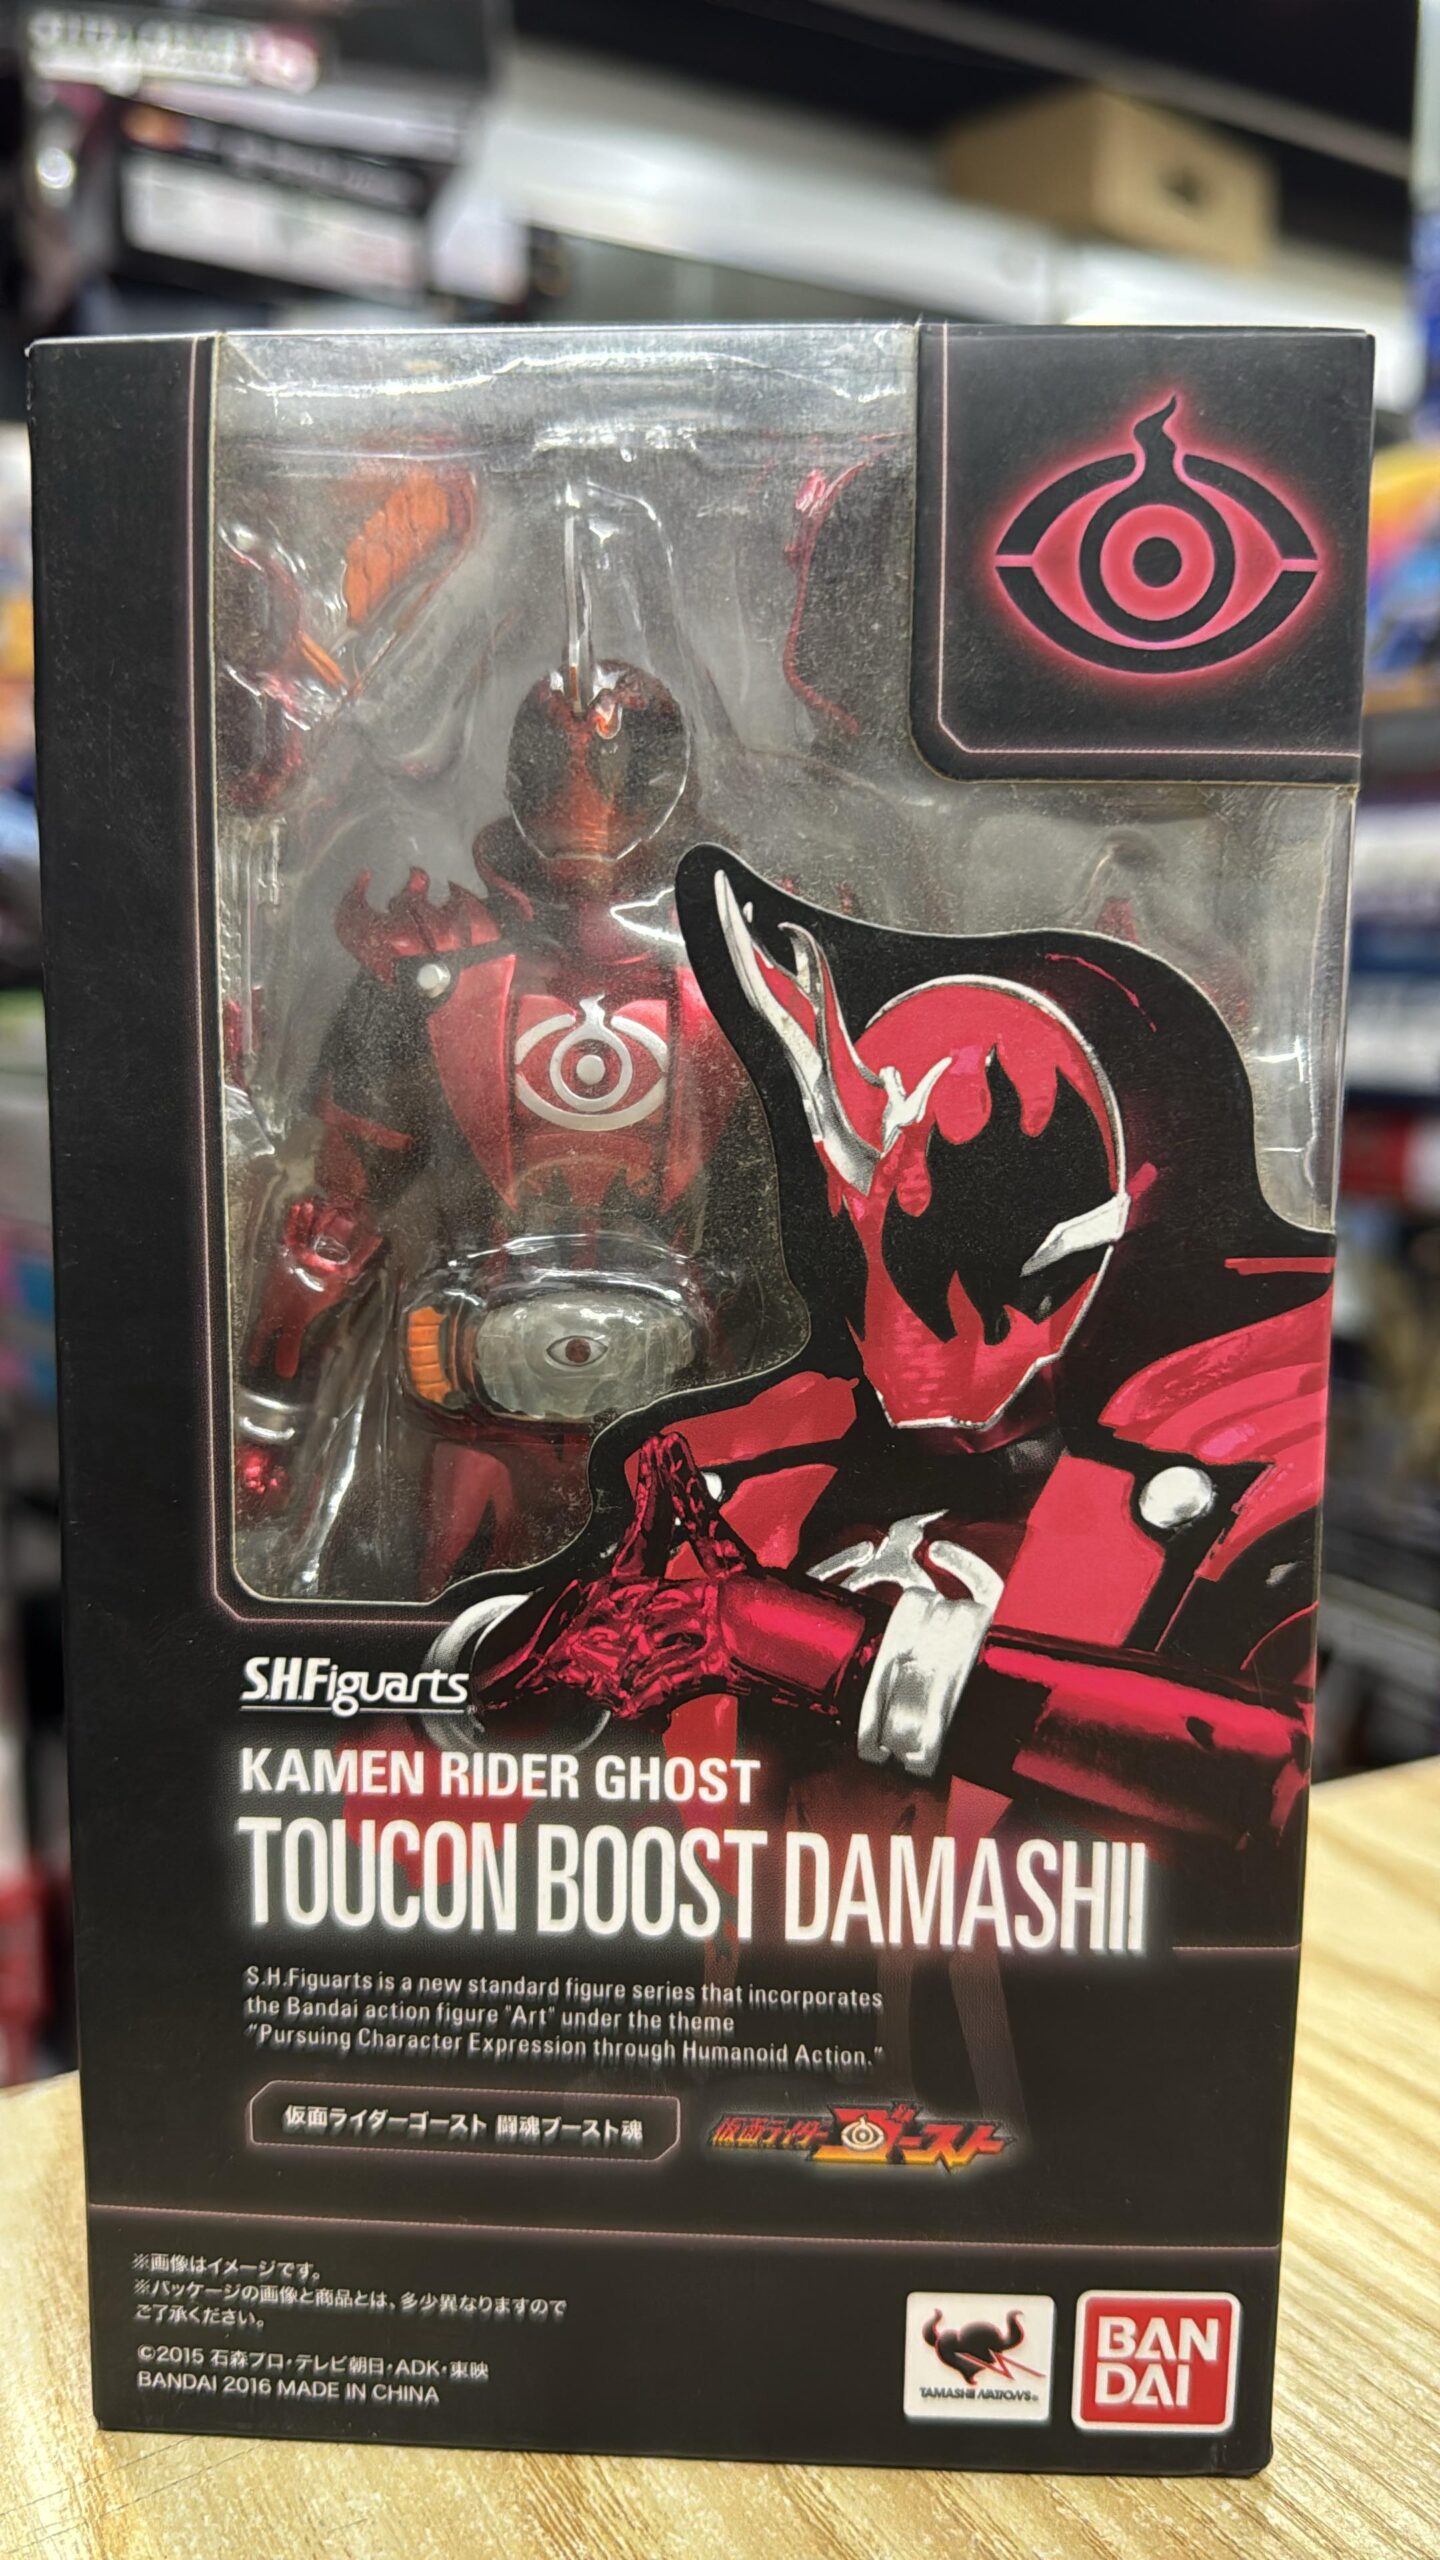 S.H.Figuarts
KAMEN RIDER GHOST
TOUCON BOOST DAMASHII
S.H.Figuarts is a new standard figure series that incorporates
the Bandai action figure "Art" under the theme
"Pursuing Character Expression through Humanoid Action."
仮面ライダーゴースト 闘魂ブースト魂
仮面ライダーゴースト
※画像はイメージです。
※パッケージの画像と商品とは、多少異なりますので
ご了承ください。
©2015 石森プロ・テレビ朝日・ADK・東映
BANDAI 2016 MADE IN CHINA
TAMASHII NATIONS
BAN
DAI